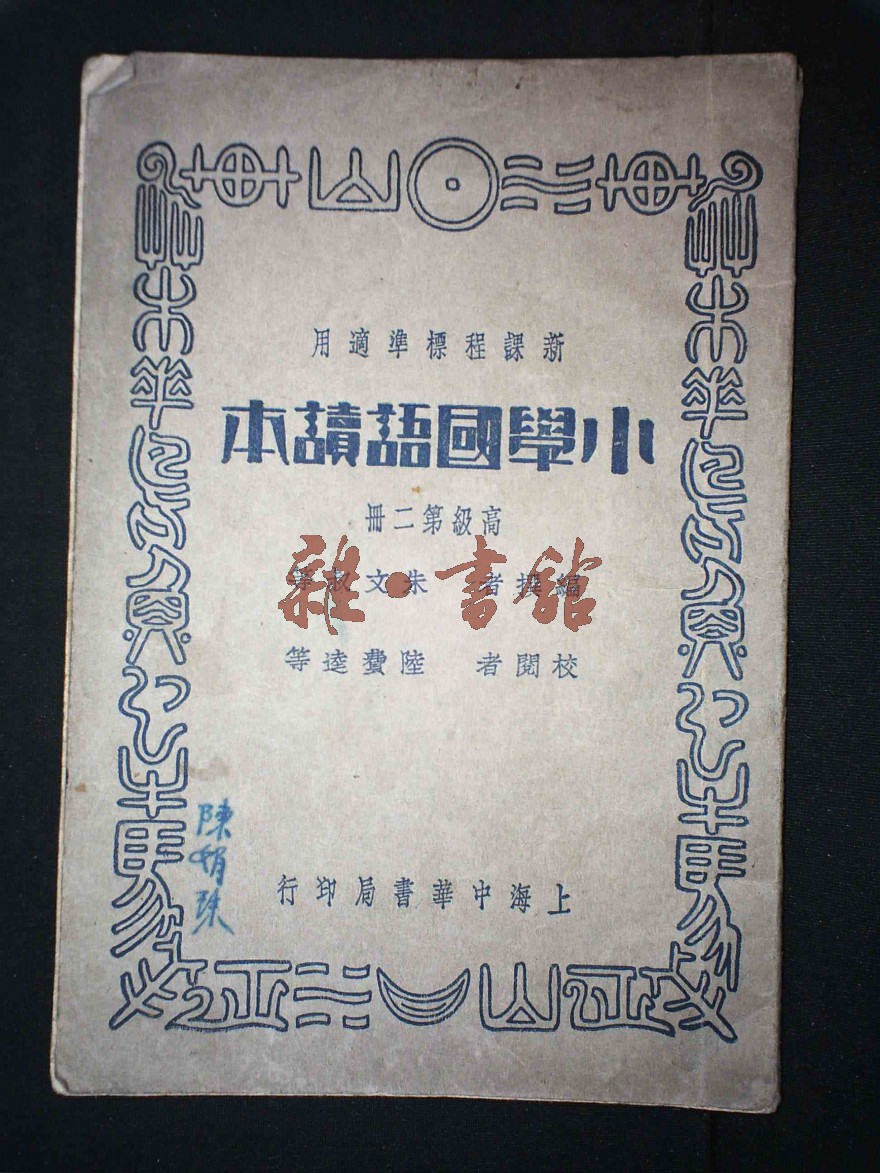 新課程標準適用
小學國語讀本
高級第二冊
編撰者 朱文叔等
校閱者 陸費逵等
上海中華書局印行
陳娟珠
雜·書館